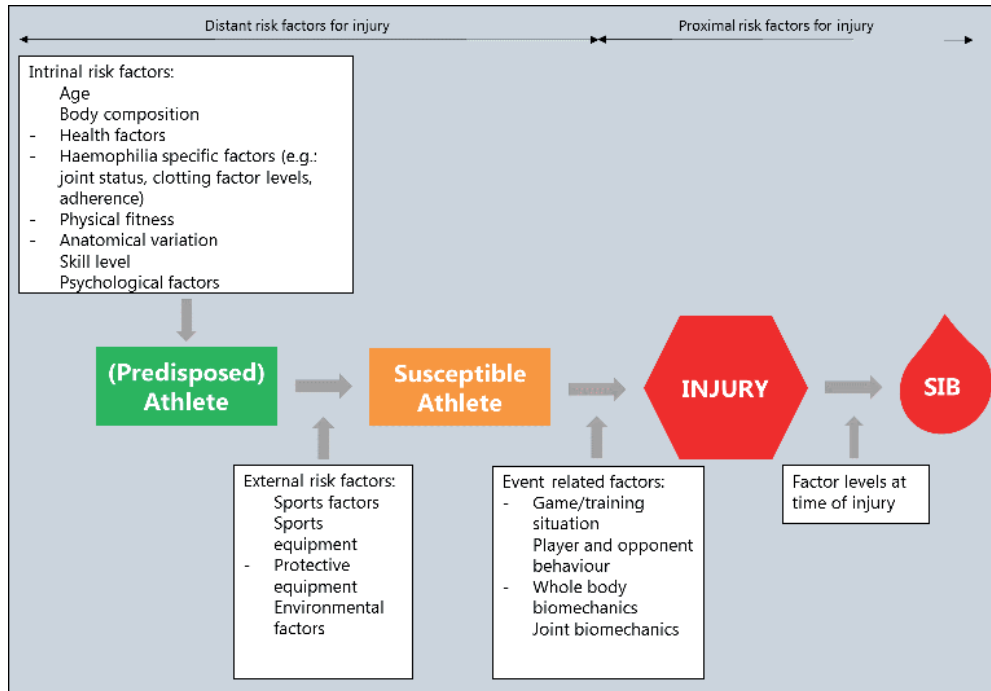 Distant risk factors for injury
Proximal risk factors for injury
Intrinal risk factors:
Age
Body composition
- Health factors
- Haemophilia specific factors (e.g.:
joint status, clotting factor levels,
adherence)
- Physical fitness
- Anatomical variation
Skill level
Psychological factors
(Predisposed)
Athlete
Susceptible
Athlete
INJURY
SIB
External risk factors:
Sports factors
Sports
equipment
- Protective
equipment
Environmental
factors
Event related factors:
- Game/training
situation
Player and opponent
behaviour
- Whole body
biomechanics
Joint biomechanics
Factor levels at
time of injury